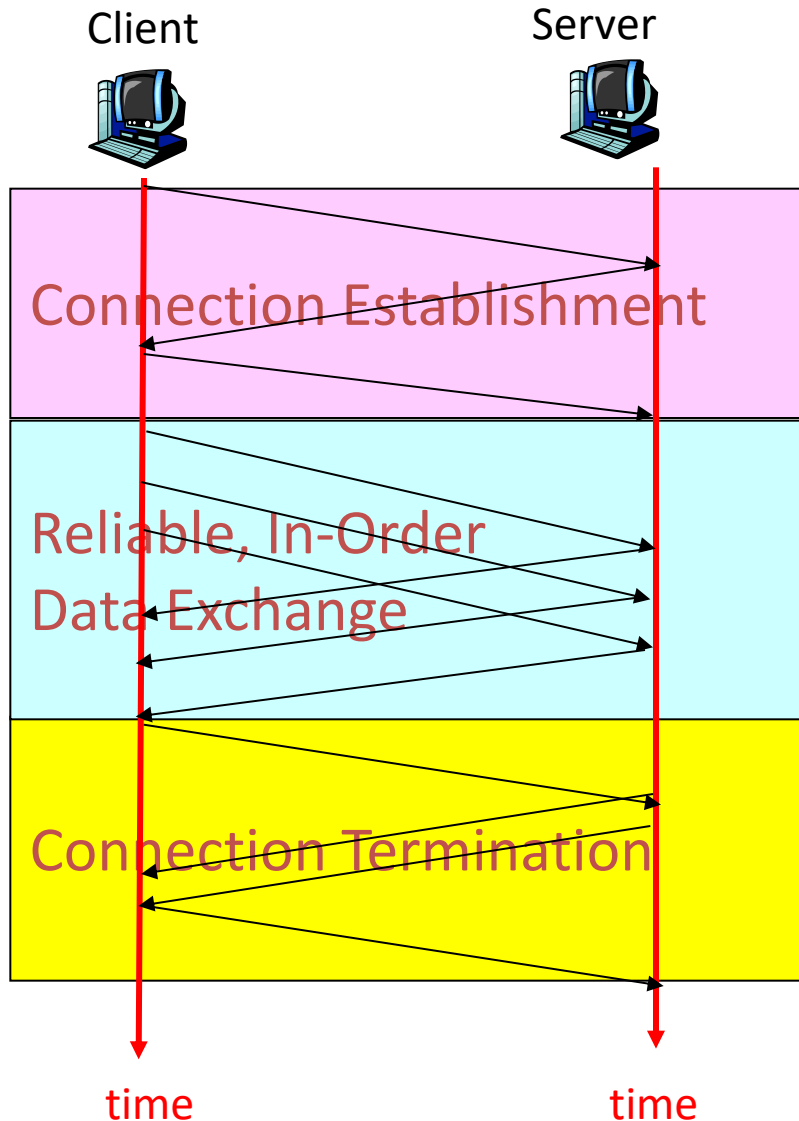 Client
Server
Connection Establishment
Reliable, In-Order
Data Exchange
Connection Termination
time
time